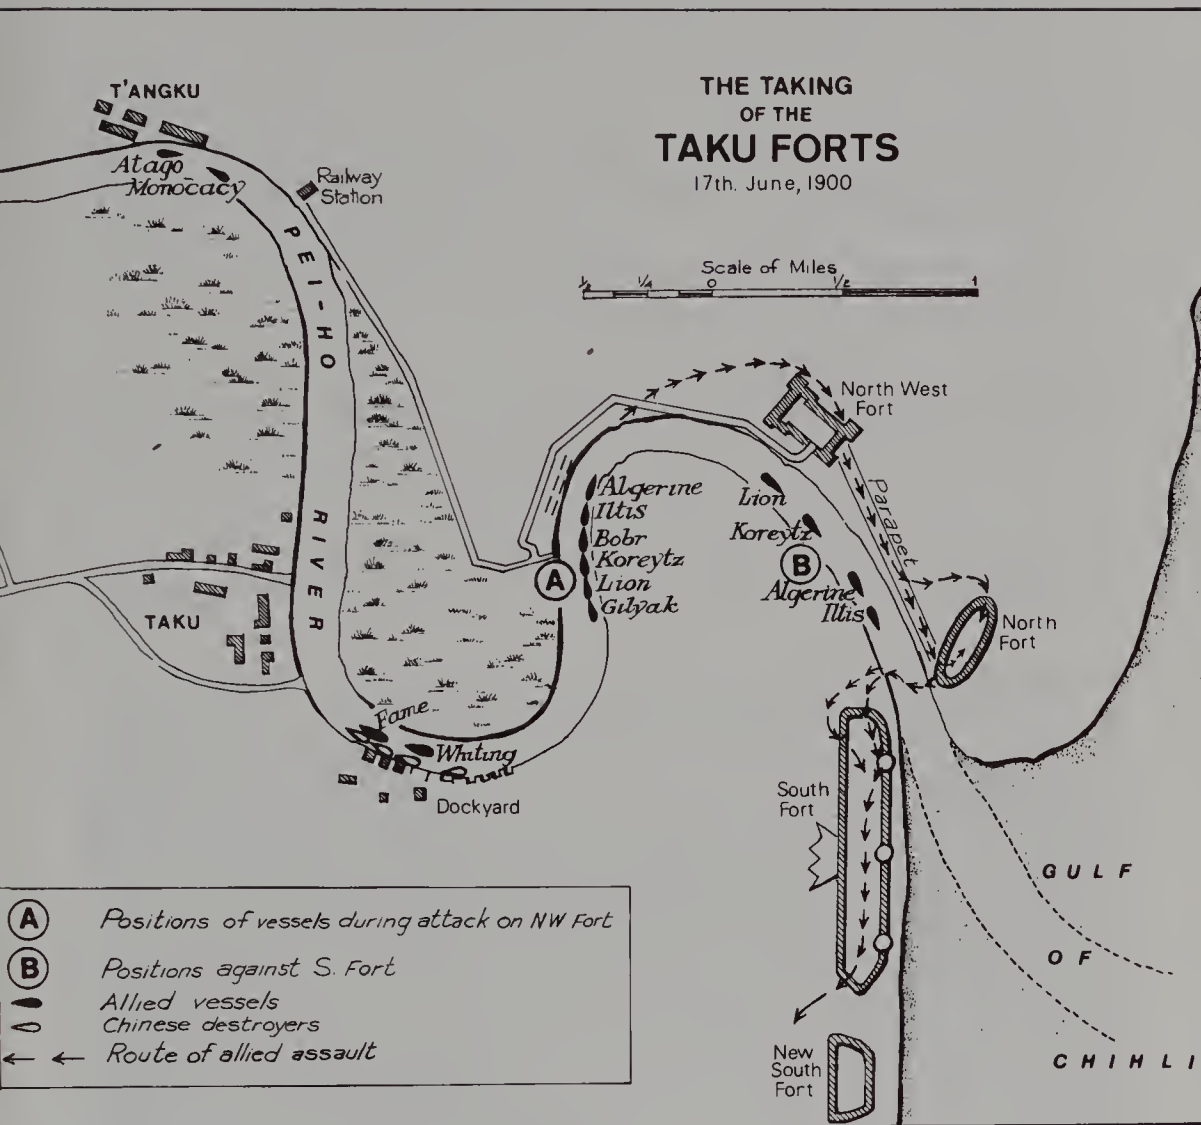 THE TAKING
OF THE
TAKU FORTS
17th. June, 1900
Scale of Miles
1/2 1/4 0 1/2 1
T'ANGKU
Atago
Monocacy
Railway
Station
PEI-HO
RIVER
North West
Fort
Parapet
Algerine
Iltis
Bobr
Koreytz
Lion
Gilyak
A
Lion
Koreytz
B
Algerine
Illis
North
Fort
TAKU
Fame
Whiting
Dockyard
South
Fort
New
South
Fort
GULF
OF
CHIHLI
A Positions of vessels during attack on NW Fort
B Positions against S. Fort
Allied vessels
Chinese destroyers
Route of allied assault